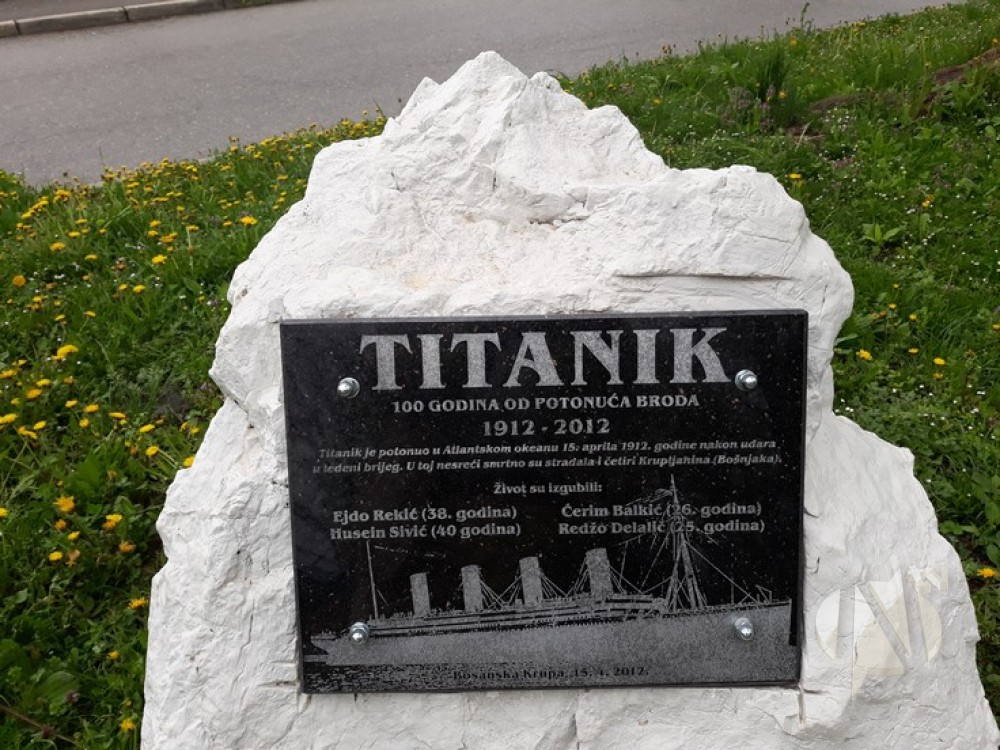 TITANIK
100 GODINA OD POTONUĆA BRODA
1912 - 2012
Titanik je potonuo u Atlantskom okeanu 15. aprila 1912. godine nakon udara
u ledeni brijeg. U toj nesreći smrtno su stradala i četiri Krupljanina (Bošnjaka).
Život su izgubili:
Ejdo Rekić (38. godina) Ćerim Balkić (26. godina)
Husein Sivić (40 godina) Redžo Delalić (25. godina)
Bosanska Krupa, 15. 4. 2012.